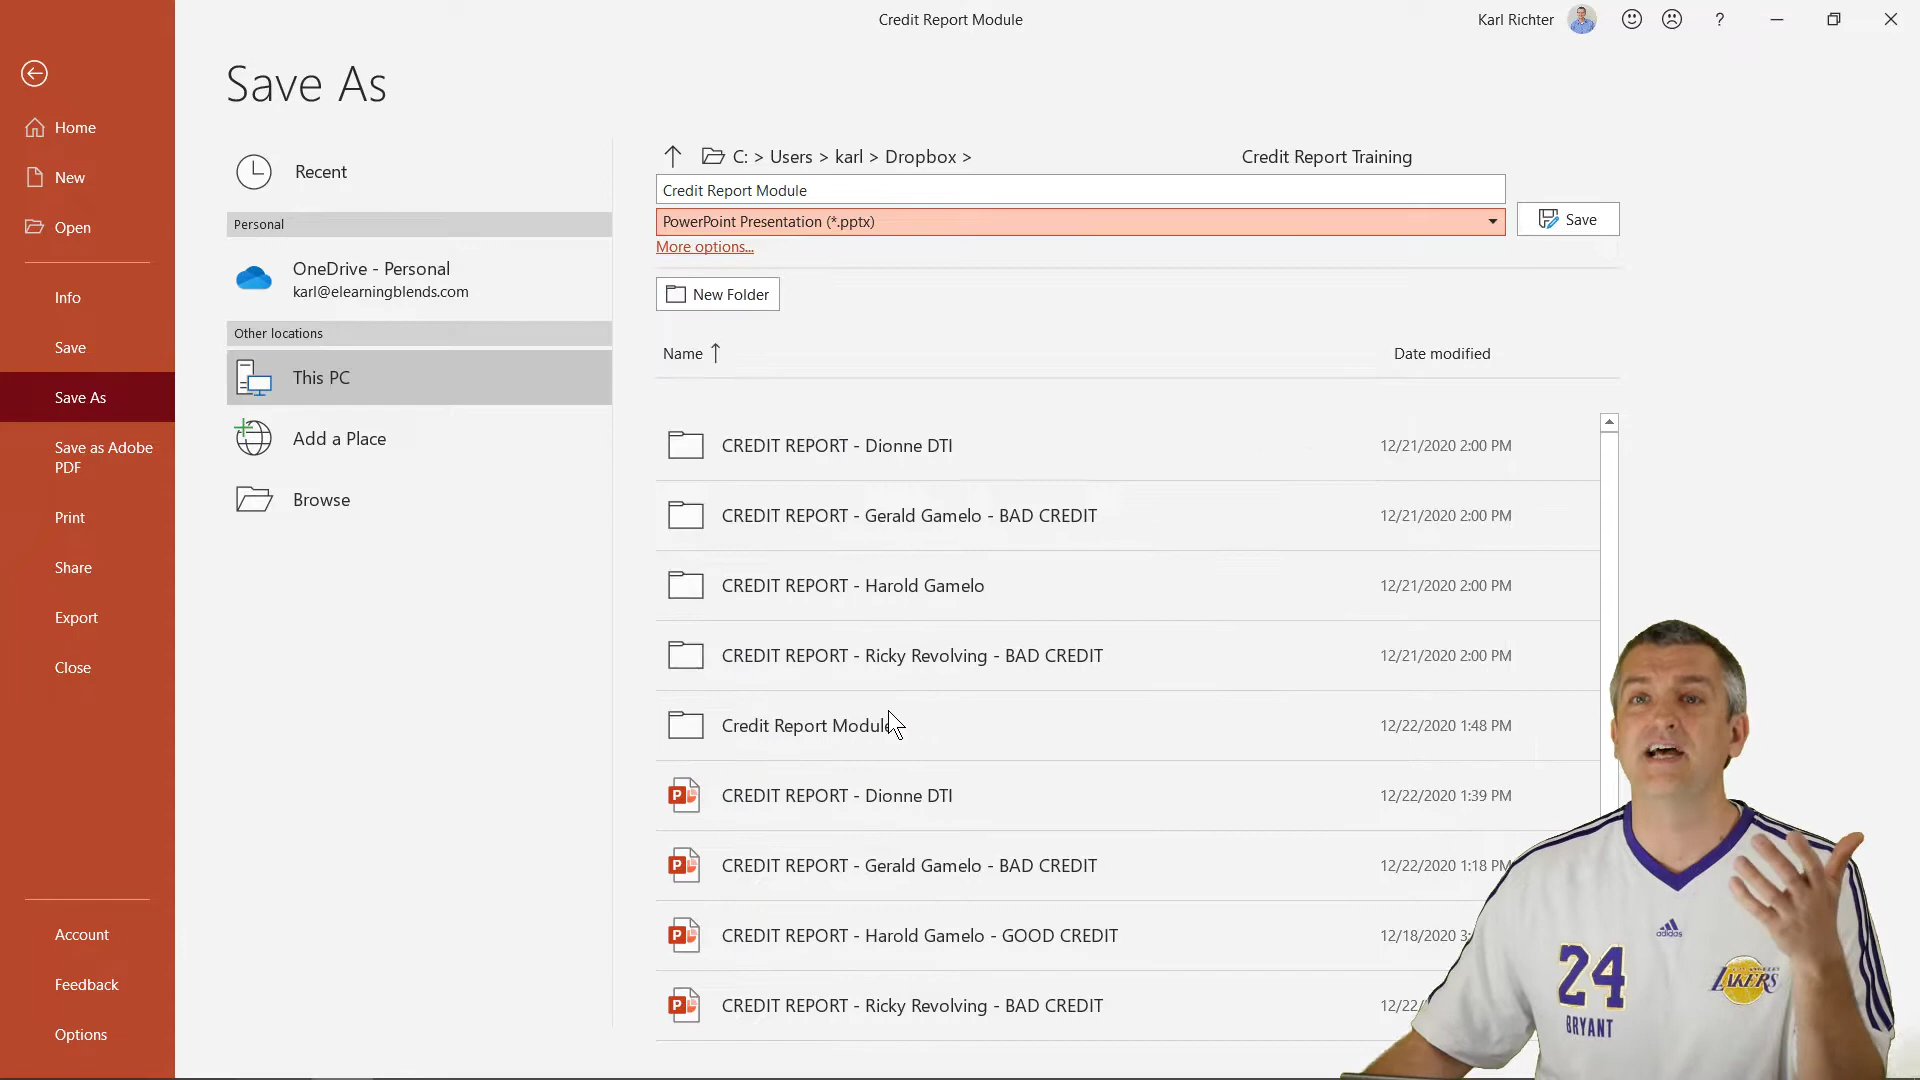 Credit Report Module
Karl Richter
?
Save As
Home
New
Open
Info
Save
Save As
Save as Adobe
PDF
Print
Share
Export
Close
Account
Feedback
Options
Recent
Personal
OneDrive - Personal
karl@elearningblends.com
Other locations
This PC
Add a Place
Browse
C: > Users > karl > Dropbox > Credit Report Training
Credit Report Module
PowerPoint Presentation (*.pptx)
Save
More options...
New Folder
Name Date modified
CREDIT REPORT - Dionne DTI 12/21/2020 2:00 PM
CREDIT REPORT - Gerald Gamelo - BAD CREDIT 12/21/2020 2:00 PM
CREDIT REPORT - Harold Gamelo 12/21/2020 2:00 PM
CREDIT REPORT - Ricky Revolving - BAD CREDIT 12/21/2020 2:00 PM
Credit Report Module 12/22/2020 1:48 PM
CREDIT REPORT - Dionne DTI 12/22/2020 1:39 PM
CREDIT REPORT - Gerald Gamelo - BAD CREDIT 12/22/2020 1:18 PM
CREDIT REPORT - Harold Gamelo - GOOD CREDIT 12/18/2020 3:
CREDIT REPORT - Ricky Revolving - BAD CREDIT 12/22/
adidas
24
LAKERS
BRYANT